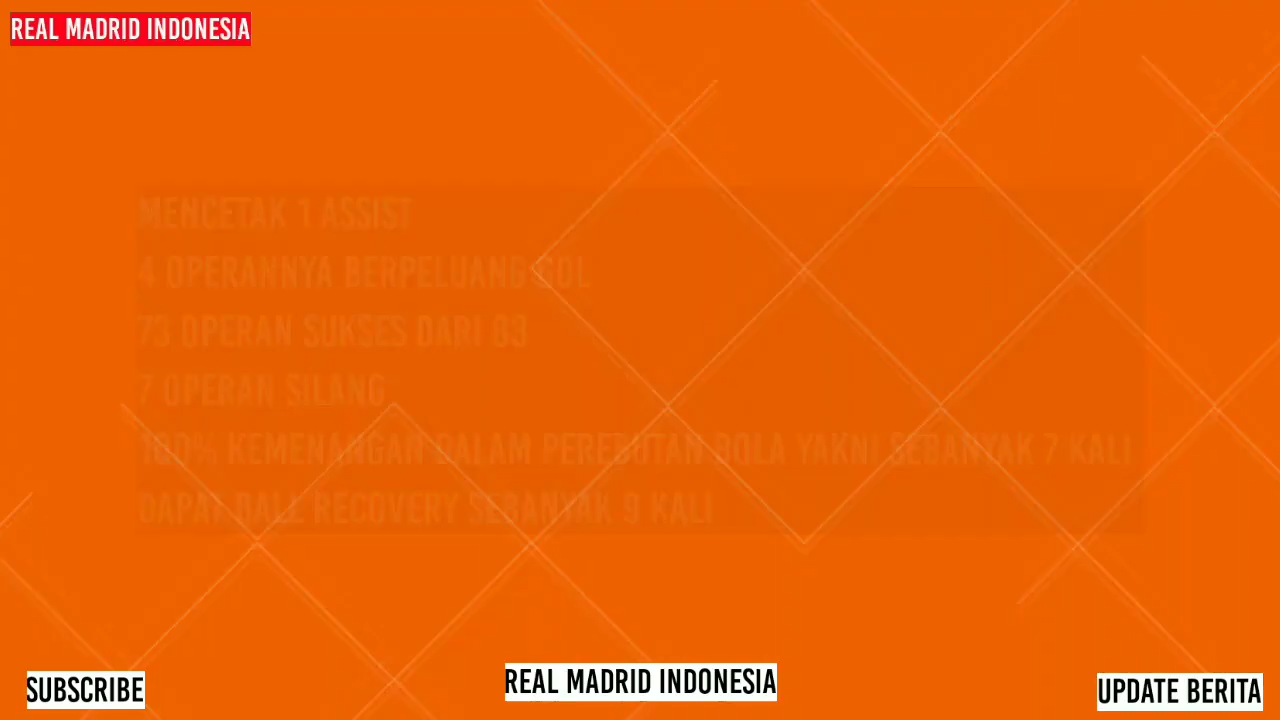 REAL MADRID INDONESIA
MENCETAK 1 ASSIST
4 OPERANNYA BERPELUANG GOL
73 OPERAN SUKSES DARI 83
7 OPERAN SILANG
100% KEMENANGAN DALAM PEREBUTAN BOLA YAKNI SEBANYAK 7 KALI
DAPAT BALL RECOVERY SEBANYAK 9 KALI
SUBSCRIBE
REAL MADRID INDONESIA
UPDATE BERITA